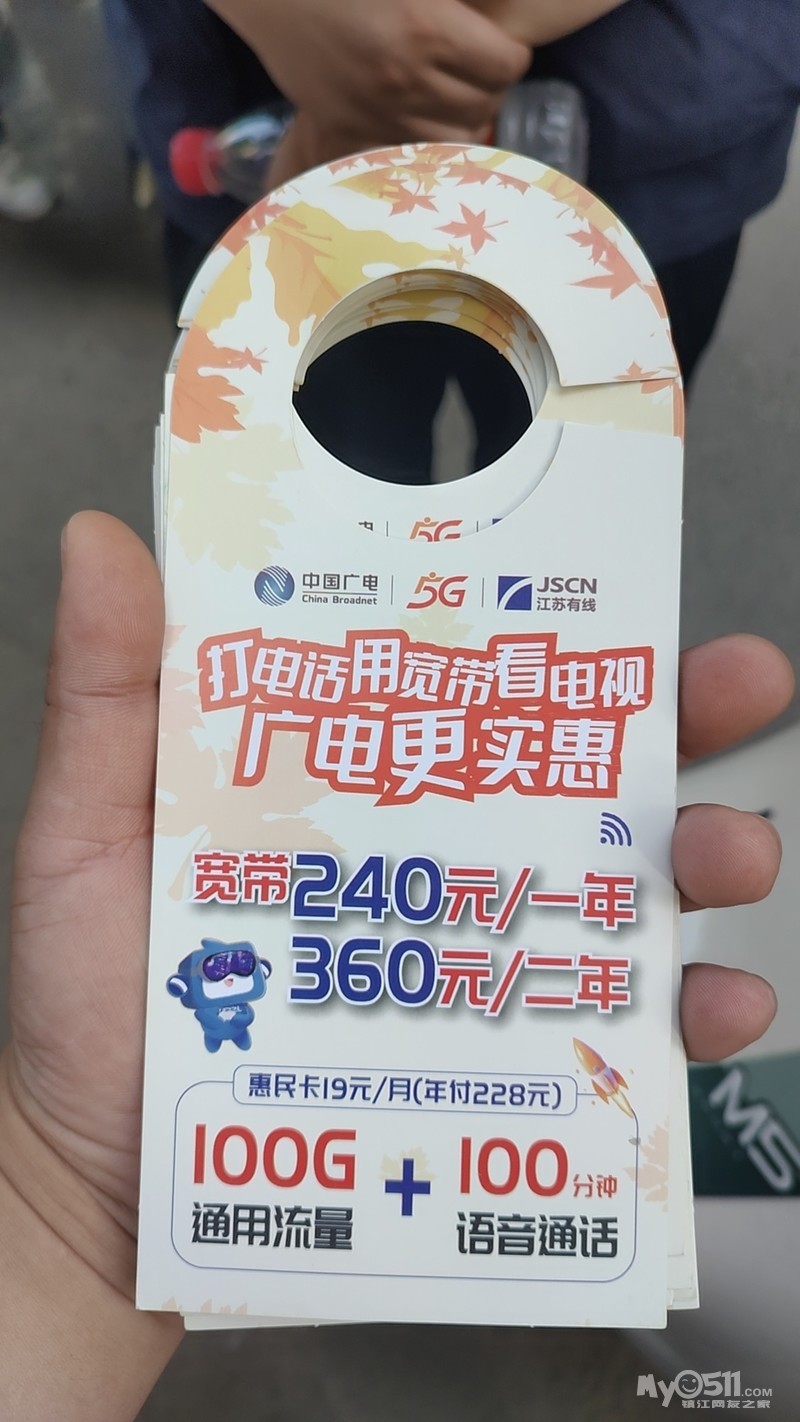 5G
中国广电
China Broadnet
5G
JSCN
江苏有线
打电话用宽带看电视
广电更实惠
宽带240元/一年
360元/二年
惠民卡19元/月(年付228元)
100G
通用流量
+
100分钟
语音通话
M5
My0511.COM
镇江网友之家